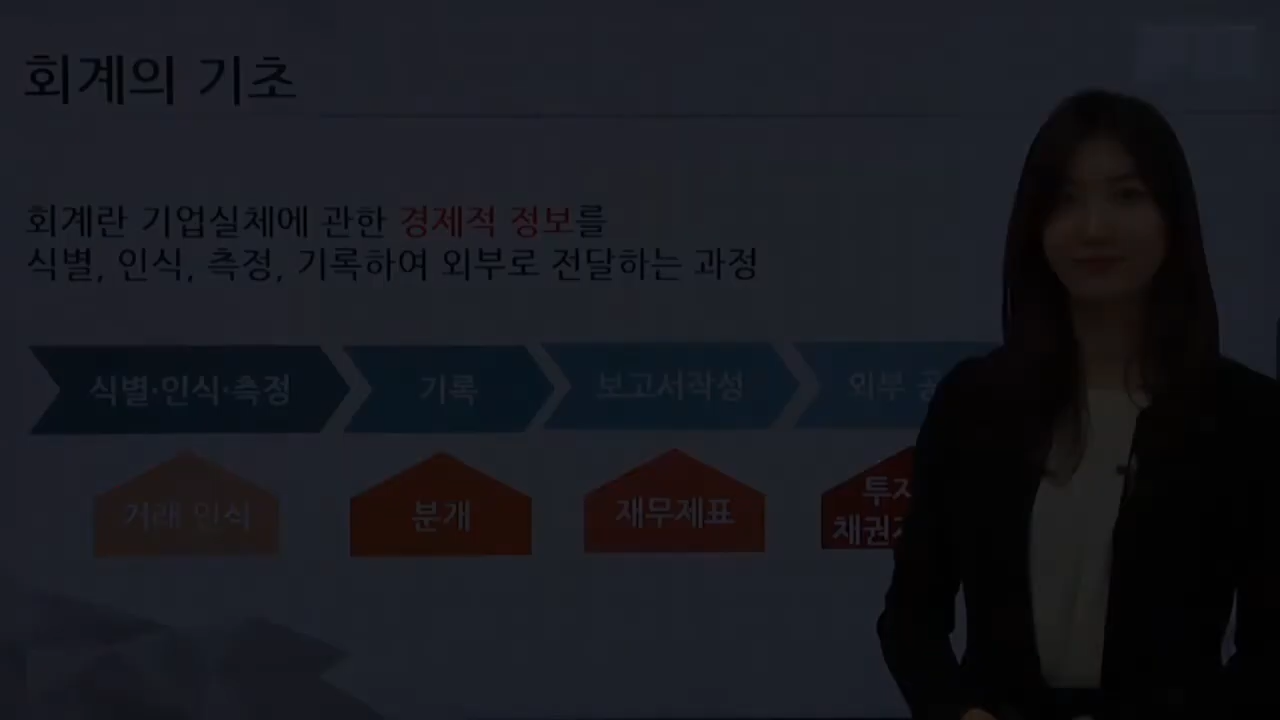 회계의 기초
회계란 기업실체에 관한 경제적 정보를
식별, 인식, 측정, 기록하여 외부로 전달하는 과정
식별·인식·측정
기록
보고서작성
외부
거래 인식
분개
재무제표